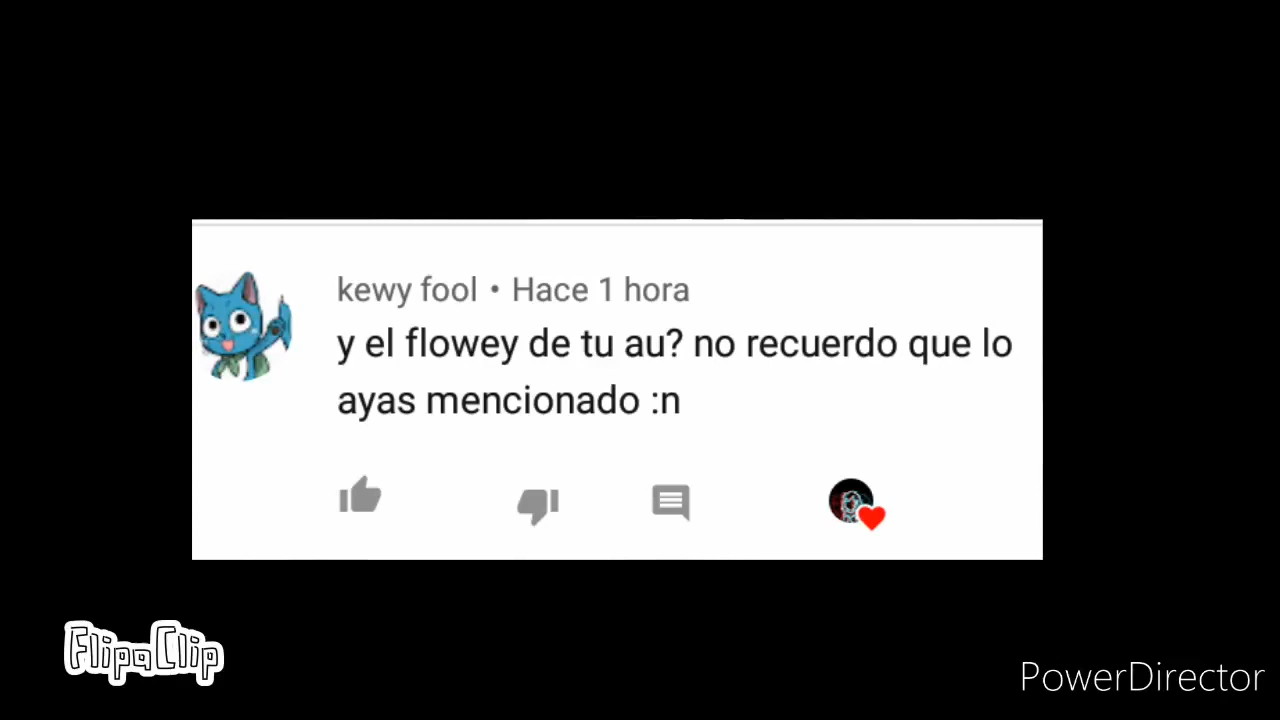 kewy fool • Hace 1 hora
y el flowey de tu au? no recuerdo que lo
ayas mencionado :n
FlipaClip
PowerDirector